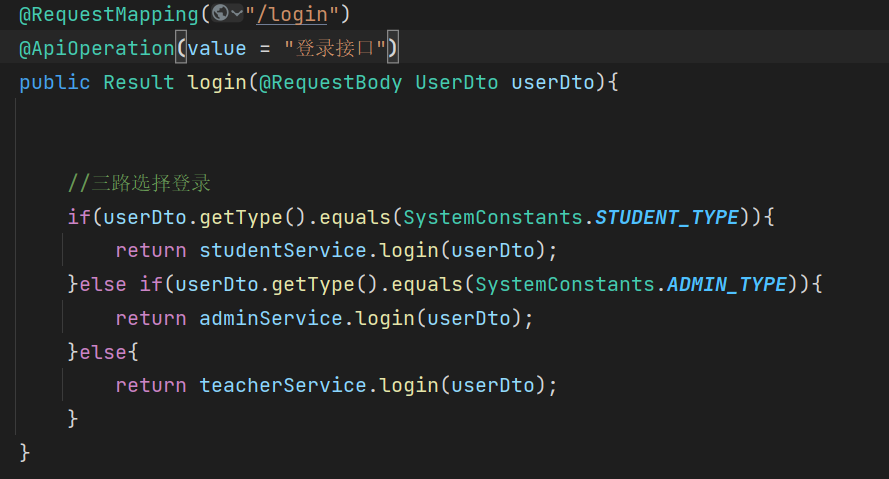 @RequestMapping("/login")
@ApiOperation(value = "登录接口")
public Result login(@RequestBody UserDto userDto){
//三路选择登录
if(userDto.getType().equals(SystemConstants.STUDENT_TYPE)){
return studentService.login(userDto);
}else if(userDto.getType().equals(SystemConstants.ADMIN_TYPE)){
return adminService.login(userDto);
}else{
return teacherService.login(userDto);
}
}